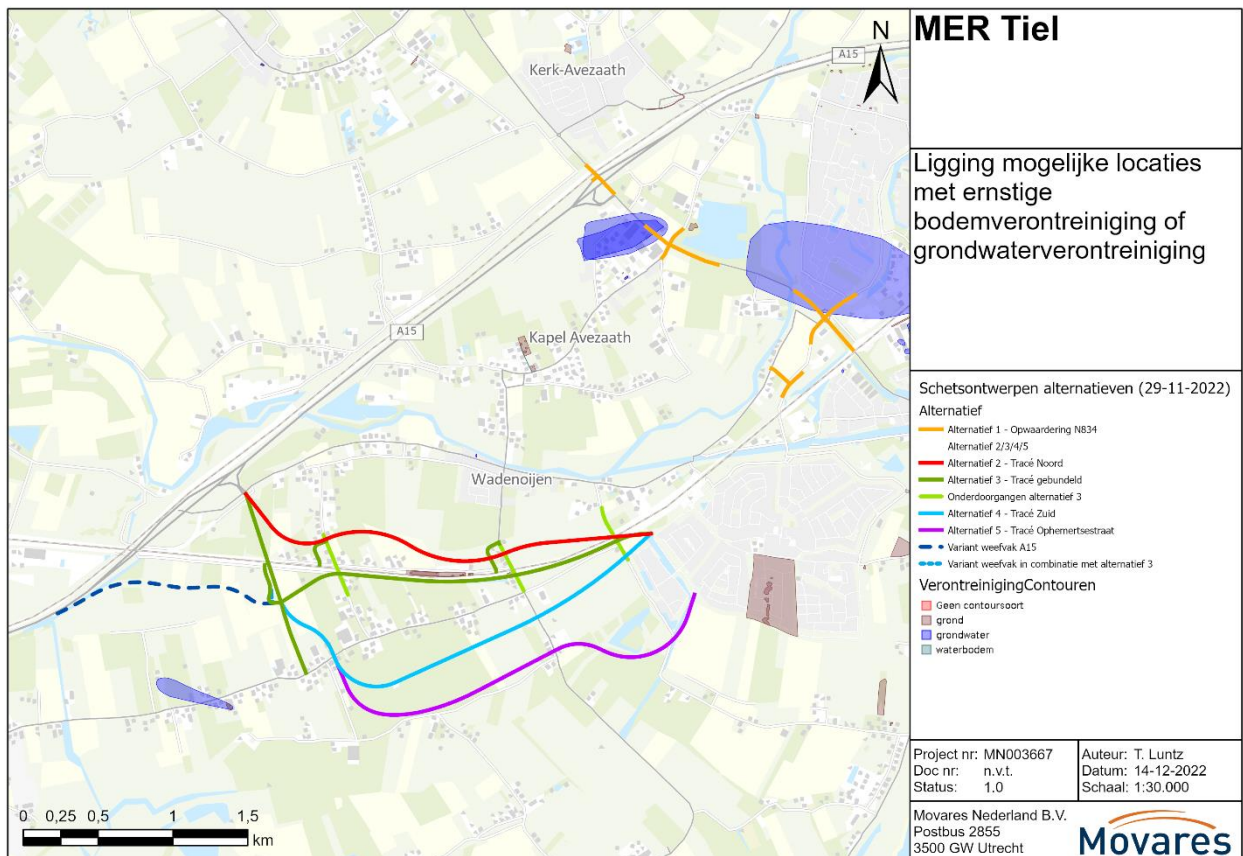 MER Tiel
Ligging mogelijke locaties
met ernstige
bodemverontreiniging of
grondwaterverontreiniging
Schetsontwerpen alternatieven (29-11-2022)
Alternatief
Alternatief 1 - Opwaardering N834
Alternatief 2/3/4/5
Alternatief 2 - Tracé Noord
Alternatief 3 - Tracé gebundeld
Onderdoorgangen alternatief 3
Alternatief 4 - Tracé Zuid
Alternatief 5 - Tracé Ophemertsestraat
Variant weefvak A15
Variant weefvak in combinatie met alternatief 3
VerontreinigingContouren
Geen contoursoort
grond
grondwater
waterbodem
Project nr: MN003667
Doc nr: n.v.t.
Status: 1.0
Auteur: T. Luntz
Datum: 14-12-2022
Schaal: 1:30.000
Movares Nederland B.V.
Postbus 2855
3500 GW Utrecht
Movares
N
A15
Kerk-Avezaath
A15
Kapel Avezaath
Wadenoijen
0 0,25 0,5 1 1,5
km